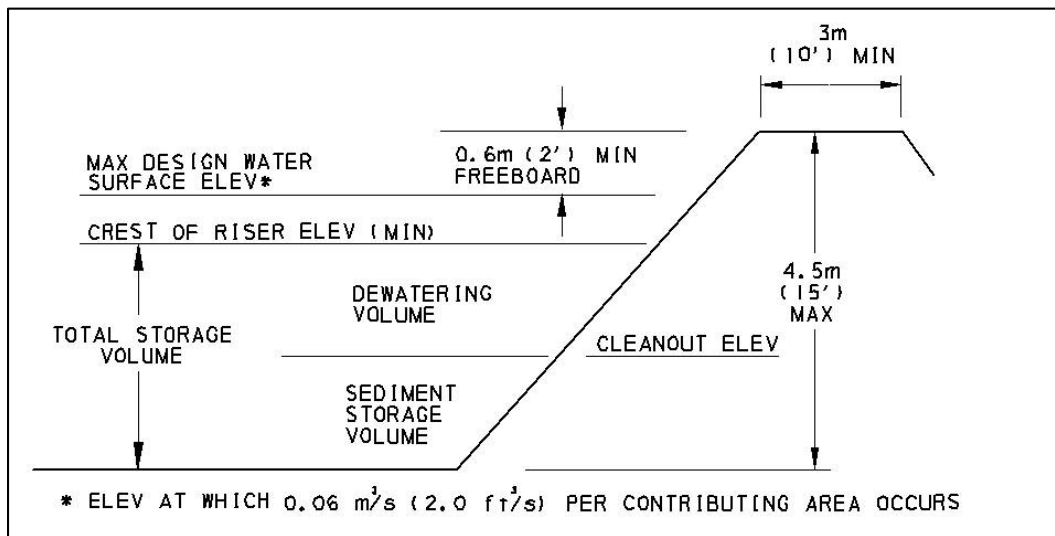 3m
(10') MIN
0.6m (2') MIN
FREEBOARD
MAX DESIGN WATER
SURFACE ELEV*
CREST OF RISER ELEV (MIN)
4.5m
(15')
MAX
DEWATERING
VOLUME
TOTAL STORAGE
VOLUME
CLEANOUT ELEV
SEDIMENT
STORAGE
VOLUME
* ELEV AT WHICH 0.06 m³/s (2.0 ft³/s) PER CONTRIBUTING AREA OCCURS